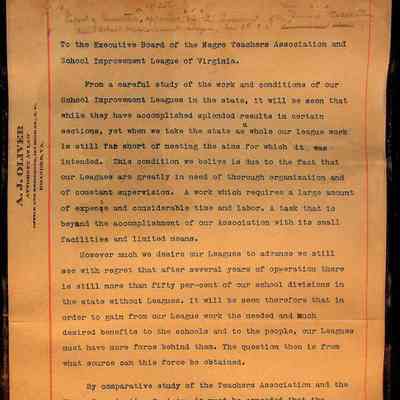 To the Executive Board of the Negro Teachers Association and
School Improvement League of Virginia.
From a careful study of the work and conditions of our
School Improvement Leagues in the state, it will be seen that
while they have accomplished splended results in certain
sections, yet when we take the state as a whole our league work
is still far short of meeting the aims for which it was
intended. This condition we belive is due to the fact that
our Leagues are greatly in need of thorough organization and
of constant supervision. A work which requires a large amount
of expense and considerable time and labor. A task that is
beyand the accomplishment of our Association with its small
facilities and limited means.
However much we desire our Leagues to advance we still
see with regret that after several years of operation there
is still more than fifty per-cent of our school divisions in
the state without Leagues. It will be seen therefore that in
order to gain from our League work the needed and much
desired benefits to the schools and to the people, our Leagues
must have more force behind them. The question then is from
what source can this force be obtained.
By comparative study of the Teachers Association and the
A. J. OLIVER
ATTORNEY AT LAW
ROANOKE, VA.